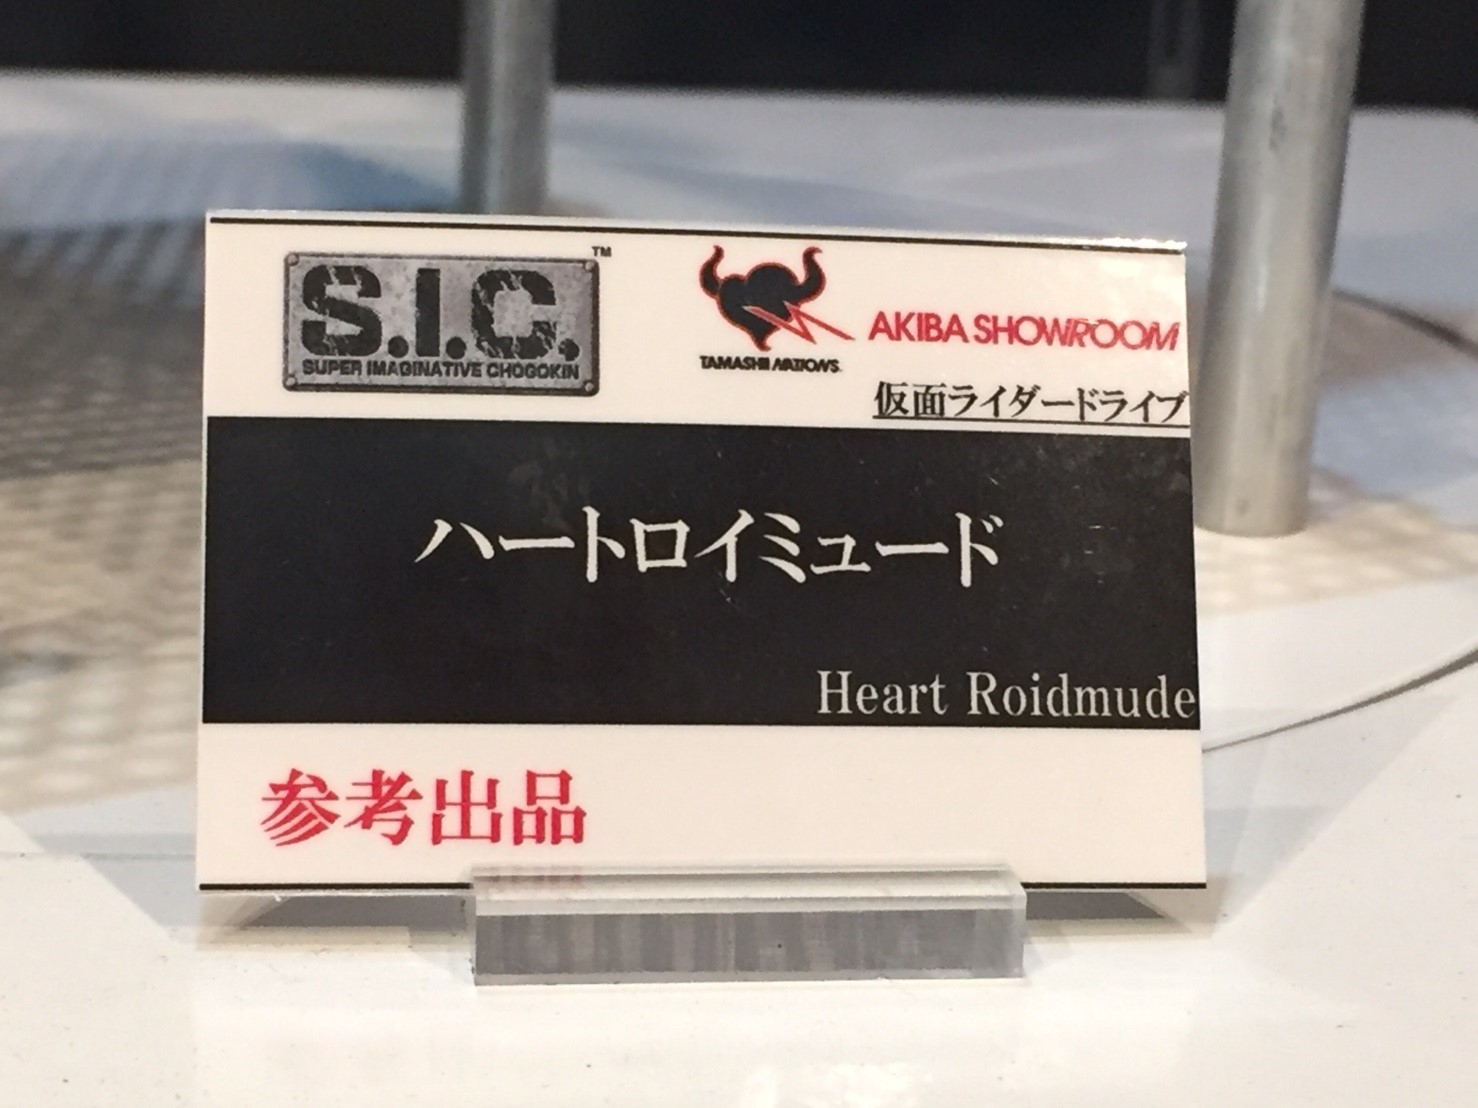 S.I.C.™
SUPER IMAGINATIVE CHOGOKIN
TAMASHII NATIONS
AKIBA SHOWROOM
仮面ライダードライブ
ハートロイミュード
Heart Roidmude
参考出品